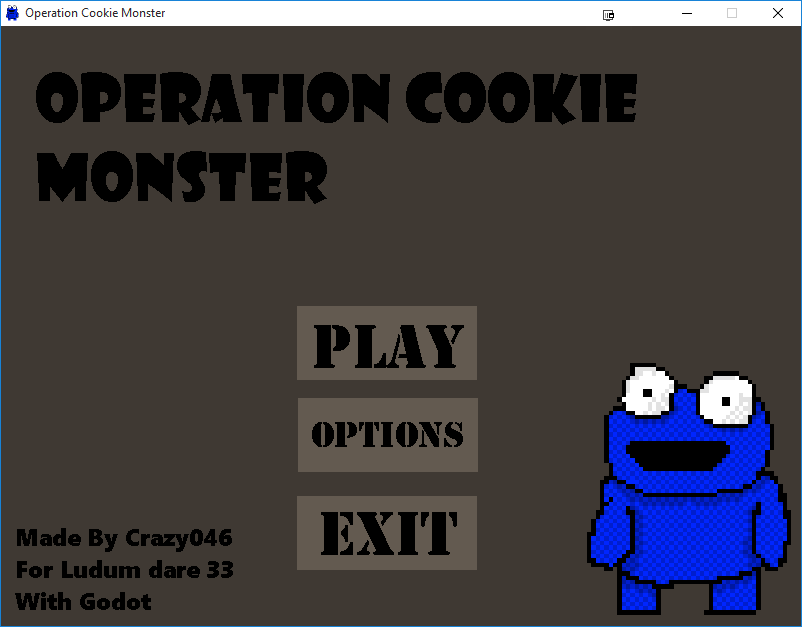 Operation Cookie Monster
OPERATION COOKIE
MONSTER
PLAY
OPTIONS
EXIT
Made By Crazy046
For Ludum dare 33
With Godot